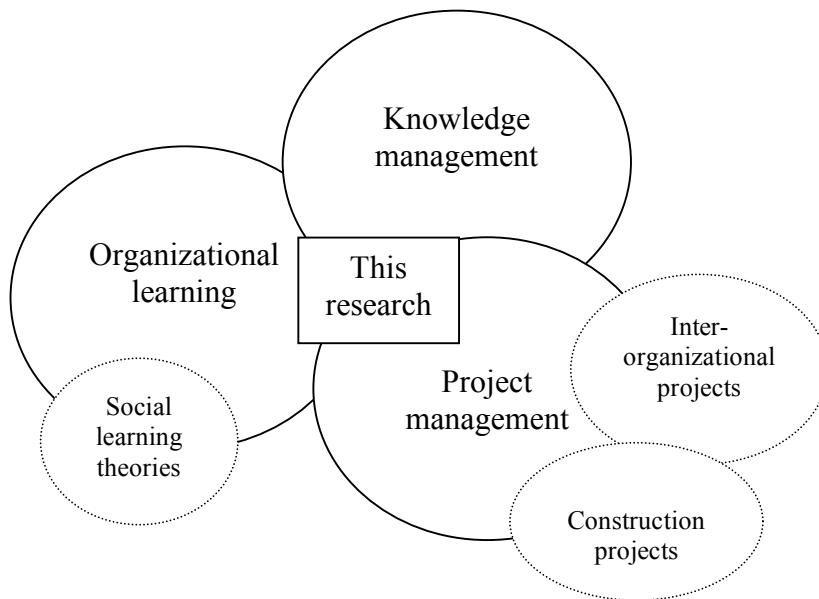 Knowledge
management
Organizational
learning
This
research
Inter-
organizational
projects
Project
management
Social
learning
theories
Construction
projects